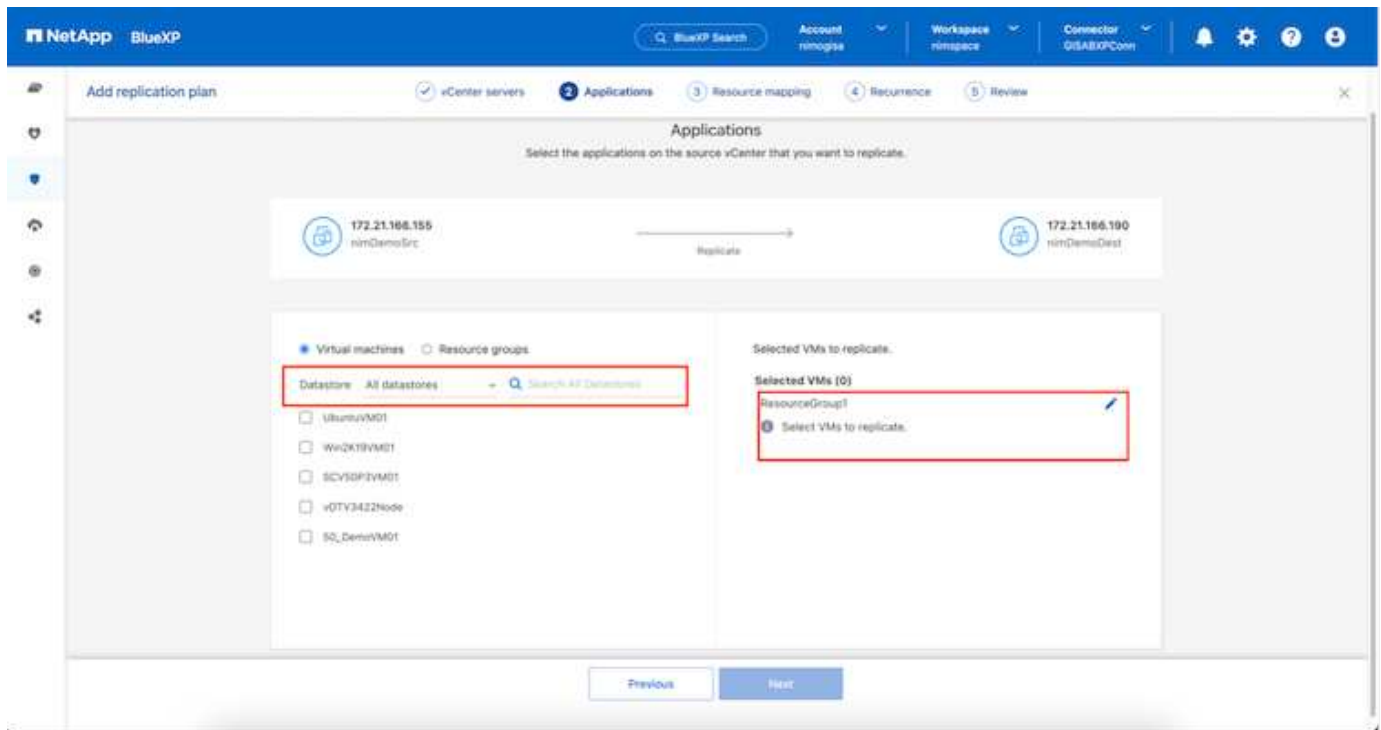 NetApp BlueXP
BlueXP Search
Account
nimogisa
Workspace
nimspace
Connector
GISABXPConn
Add replication plan
vCenter servers
2 Applications
3 Resource mapping
4 Recurrence
5 Review
Applications
Select the applications on the source vCenter that you want to replicate.
172.21.166.155
nimDemoSrc
Replicate
172.21.166.190
nimDemoDest
Virtual machines
Resource groups
Datastore All datastores
Search All Datastores
UbuntuVM01
Win2K19VM01
SCV50P3VM01
vOTV3422Node
50_DemoVM01
Selected VMs to replicate.
Selected VMs (0)
ResourceGroup1
Select VMs to replicate.
Previous
Next